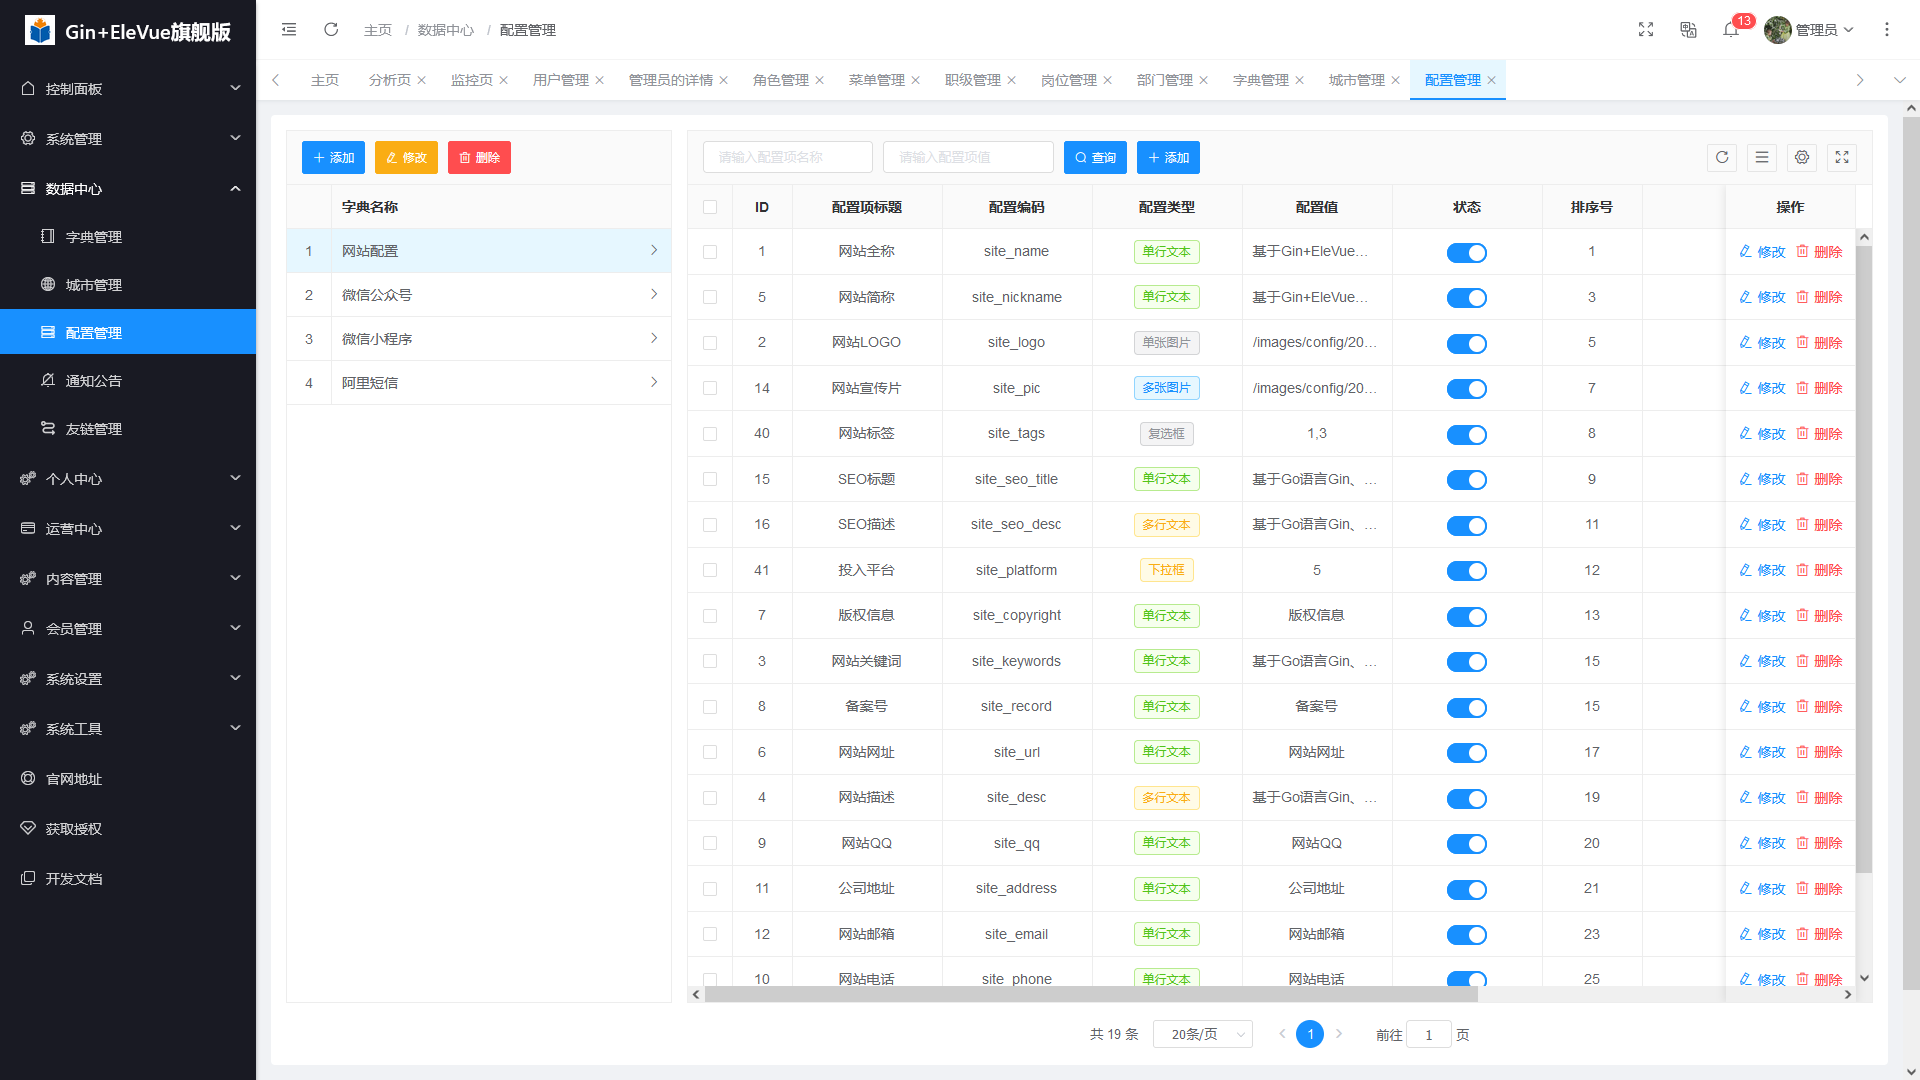 Gin+EleVue旗舰版
主页 / 数据中心 / 配置管理
13
管理员
控制面板
系统管理
数据中心
字典管理
城市管理
配置管理
通知公告
友链管理
个人中心
运营中心
内容管理
会员管理
系统设置
系统工具
官网地址
获取授权
开发文档
主页 分析页 监控页 用户管理 管理员的详情 角色管理 菜单管理 职级管理 岗位管理 部门管理 字典管理 城市管理 配置管理
添加 修改 删除
字典名称
1 网站配置
2 微信公众号
3 微信小程序
4 阿里短信
请输入配置项名称 请输入配置项值 查询 添加
ID 配置项标题 配置编码 配置类型 配置值 状态 排序号 操作
1 网站全称 site_name 单行文本 基于Gin+EleVue... 1 修改 删除
5 网站简称 site_nickname 单行文本 基于Gin+EleVue... 3 修改 删除
2 网站LOGO site_logo 单张图片 /images/config/20... 5 修改 删除
14 网站宣传片 site_pic 多张图片 /images/config/20... 7 修改 删除
40 网站标签 site_tags 复选框 1,3 8 修改 删除
15 SEO标题 site_seo_title 单行文本 基于Go语言Gin、... 9 修改 删除
16 SEO描述 site_seo_desc 多行文本 基于Go语言Gin、... 11 修改 删除
41 投入平台 site_platform 下拉框 5 12 修改 删除
7 版权信息 site_copyright 单行文本 版权信息 13 修改 删除
3 网站关键词 site_keywords 单行文本 基于Go语言Gin、... 15 修改 删除
8 备案号 site_record 单行文本 备案号 15 修改 删除
6 网站网址 site_url 单行文本 网站网址 17 修改 删除
4 网站描述 site_desc 多行文本 基于Go语言Gin、... 19 修改 删除
9 网站QQ site_qq 单行文本 网站QQ 20 修改 删除
11 公司地址 site_address 单行文本 公司地址 21 修改 删除
12 网站邮箱 site_email 单行文本 网站邮箱 23 修改 删除
10 网站电话 site_phone 单行文本 网站电话 25 修改 删除
共 19 条 20条/页 1 前往 1 页